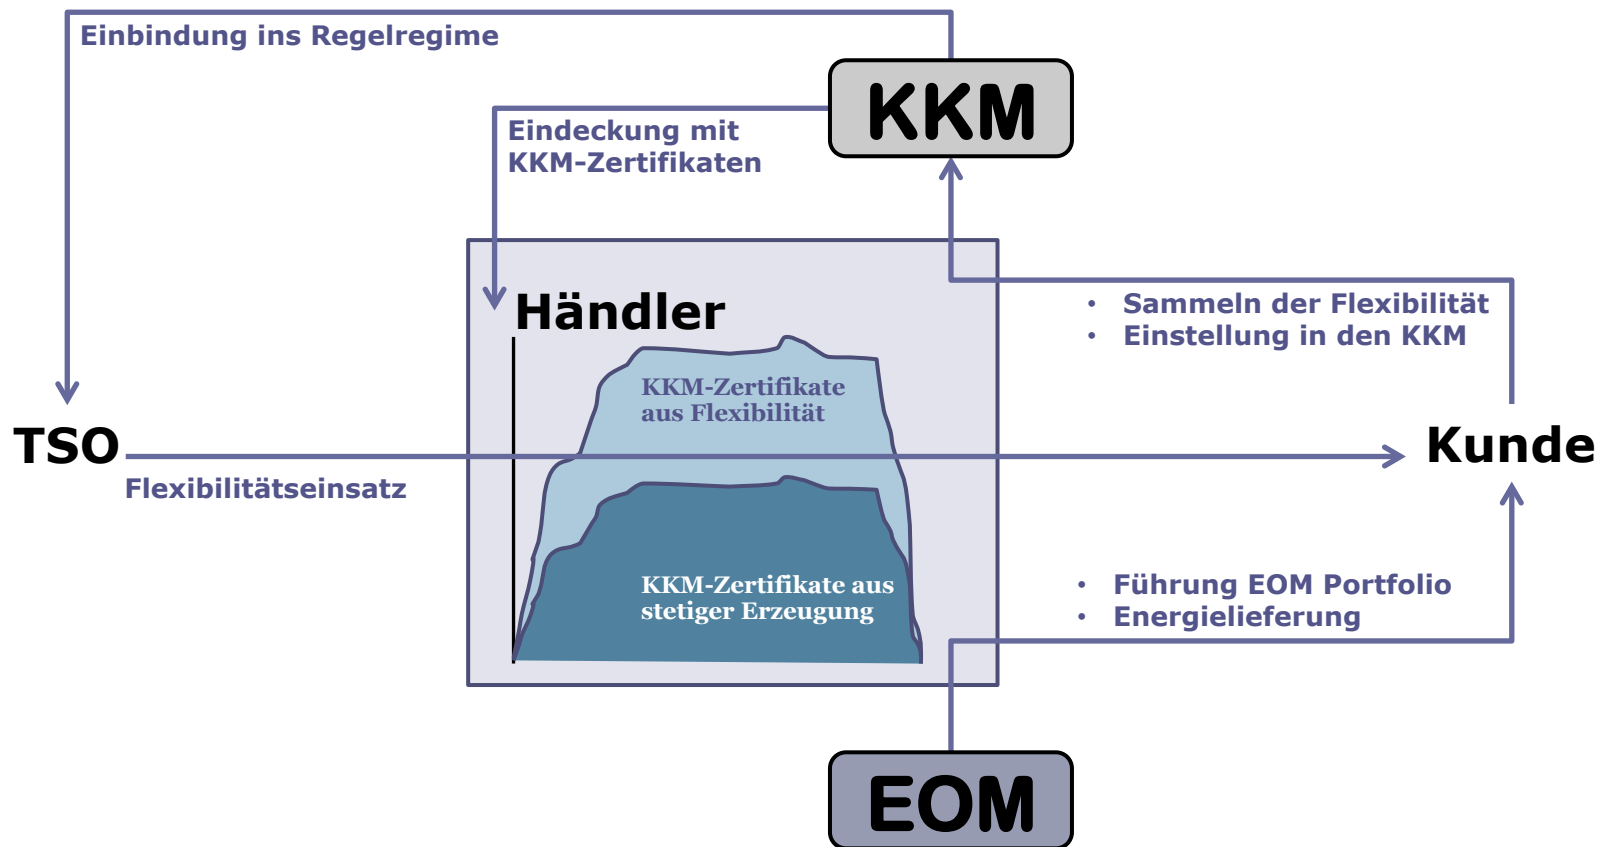 Einbindung ins Regelregime
KKM
Eindeckung mit
KKM-Zertifikaten
Händler
• Sammeln der Flexibilität
• Einstellung in den KKM
KKM-Zertifikate
aus Flexibilität
TSO
Kunde
Flexibilitätseinsatz
KKM-Zertifikate aus
stetiger Erzeugung
• Führung EOM Portfolio
• Energielieferung
EOM